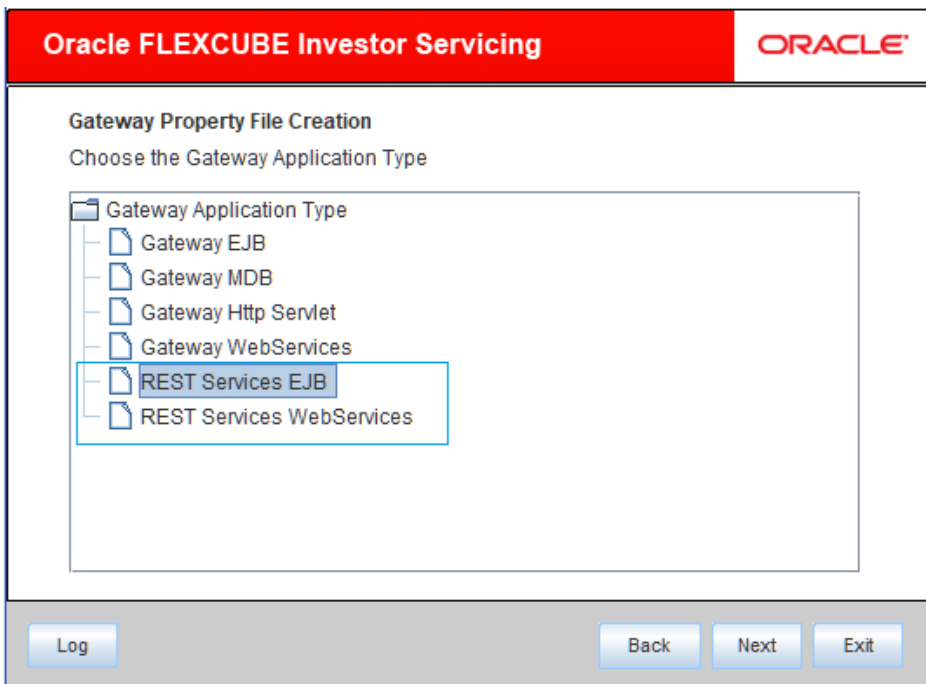 Oracle FLEXCUBE Investor Servicing
ORACLE®
Gateway Property File Creation
Choose the Gateway Application Type
Gateway Application Type
Gateway EJB
Gateway MDB
Gateway Http Servlet
Gateway WebServices
REST Services EJB
REST Services WebServices
Log
Back
Next
Exit